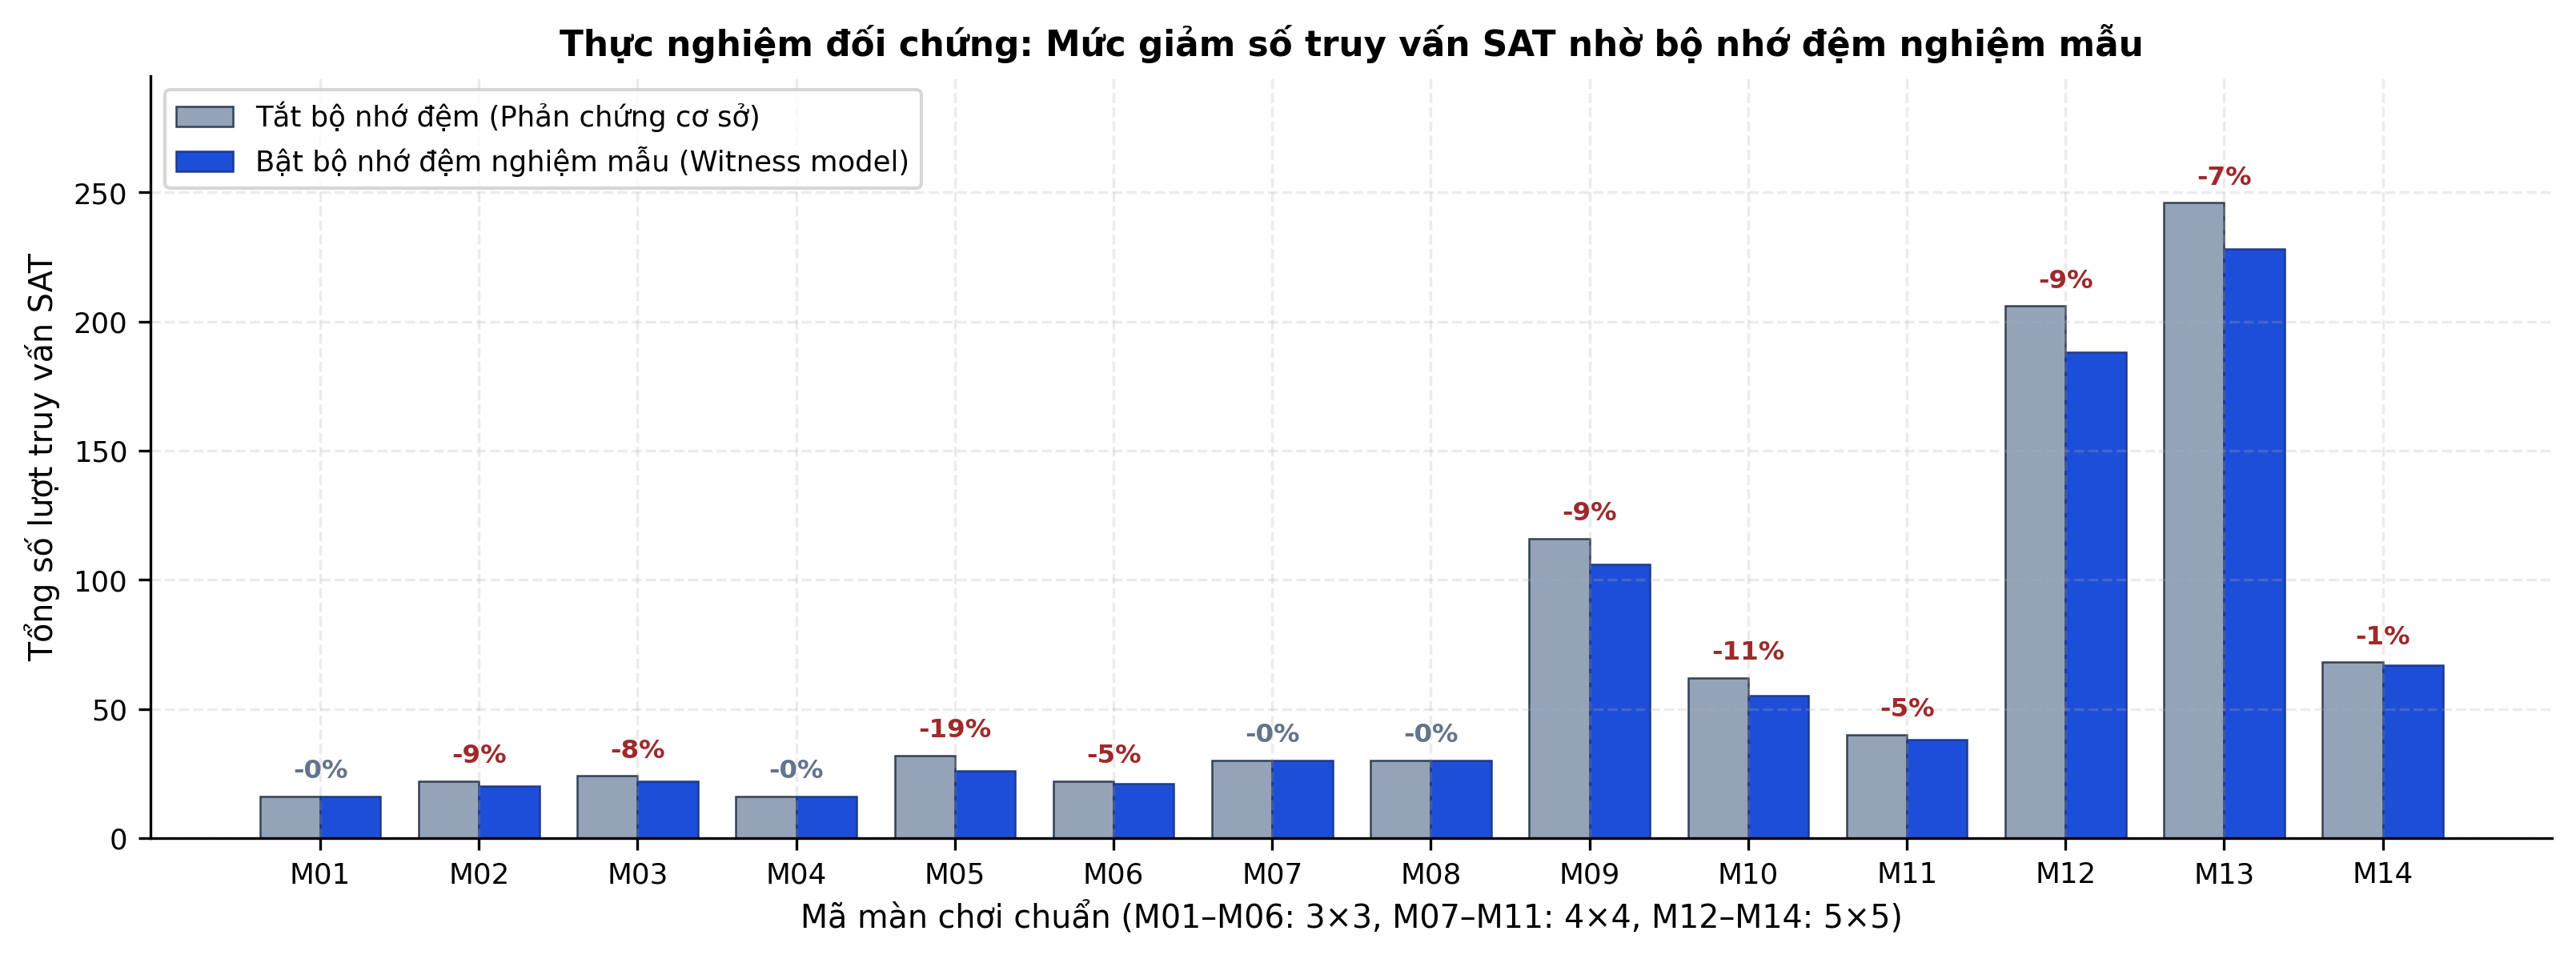 Thực nghiệm đối chứng: Mức giảm số truy vấn SAT nhờ bộ nhớ đệm nghiệm mẫu
Tắt bộ nhớ đệm (Phản chứng cơ sở)
Bật bộ nhớ đệm nghiệm mẫu (Witness model)
Tổng số lượt truy vấn SAT
250
200
150
100
50
0
-0%
-9%
-8%
-0%
-19%
-5%
-0%
-0%
-9%
-11%
-5%
-9%
-7%
-1%
M01
M02
M03
M04
M05
M06
M07
M08
M09
M10
M11
M12
M13
M14
Mã màn chơi chuẩn (M01–M06: 3×3, M07–M11: 4×4, M12–M14: 5×5)